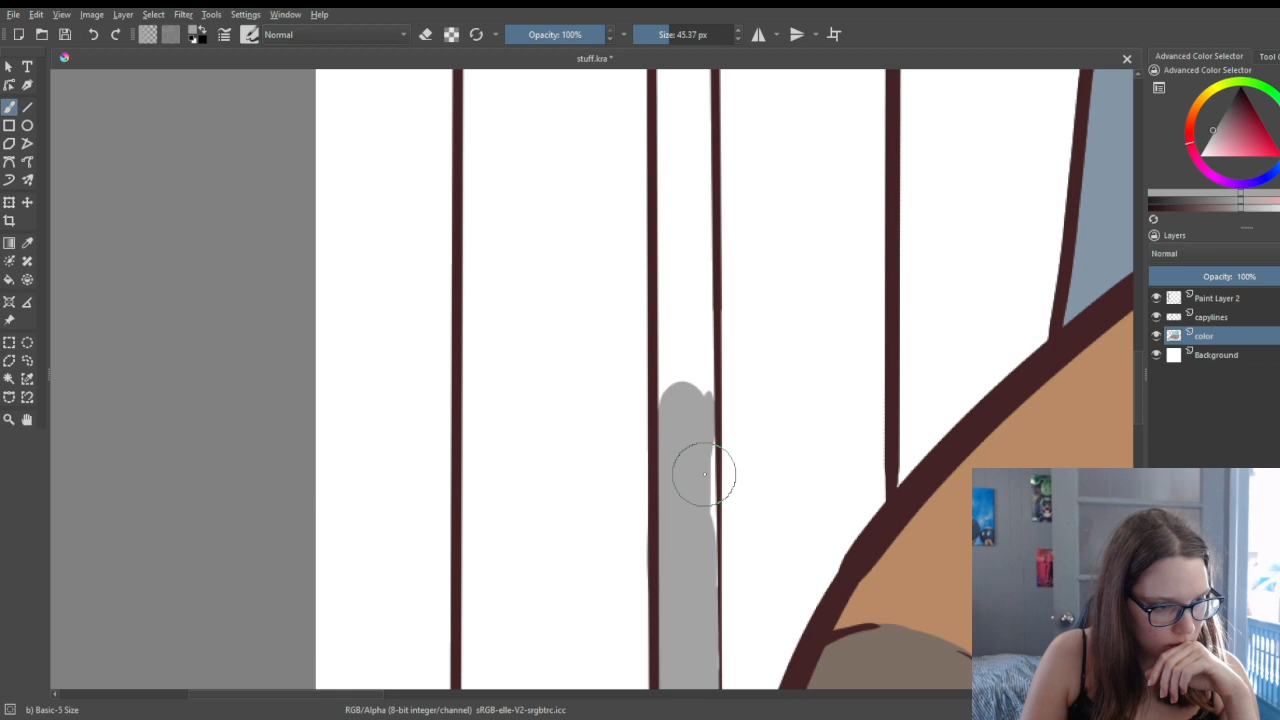 File Edit View Image Layer Select Filter Tools Settings Window Help
Normal Opacity: 100% Size: 45.37 px
stuff.kra *
Advanced Color Selector Tool
Advanced Color Selector
Layers
Normal
Opacity: 100%
Paint Layer 2
capylines
color
Background
b) Basic-5 Size RGB/Alpha (8-bit integer/channel) sRGB-elle-V2-srgbtrc.icc